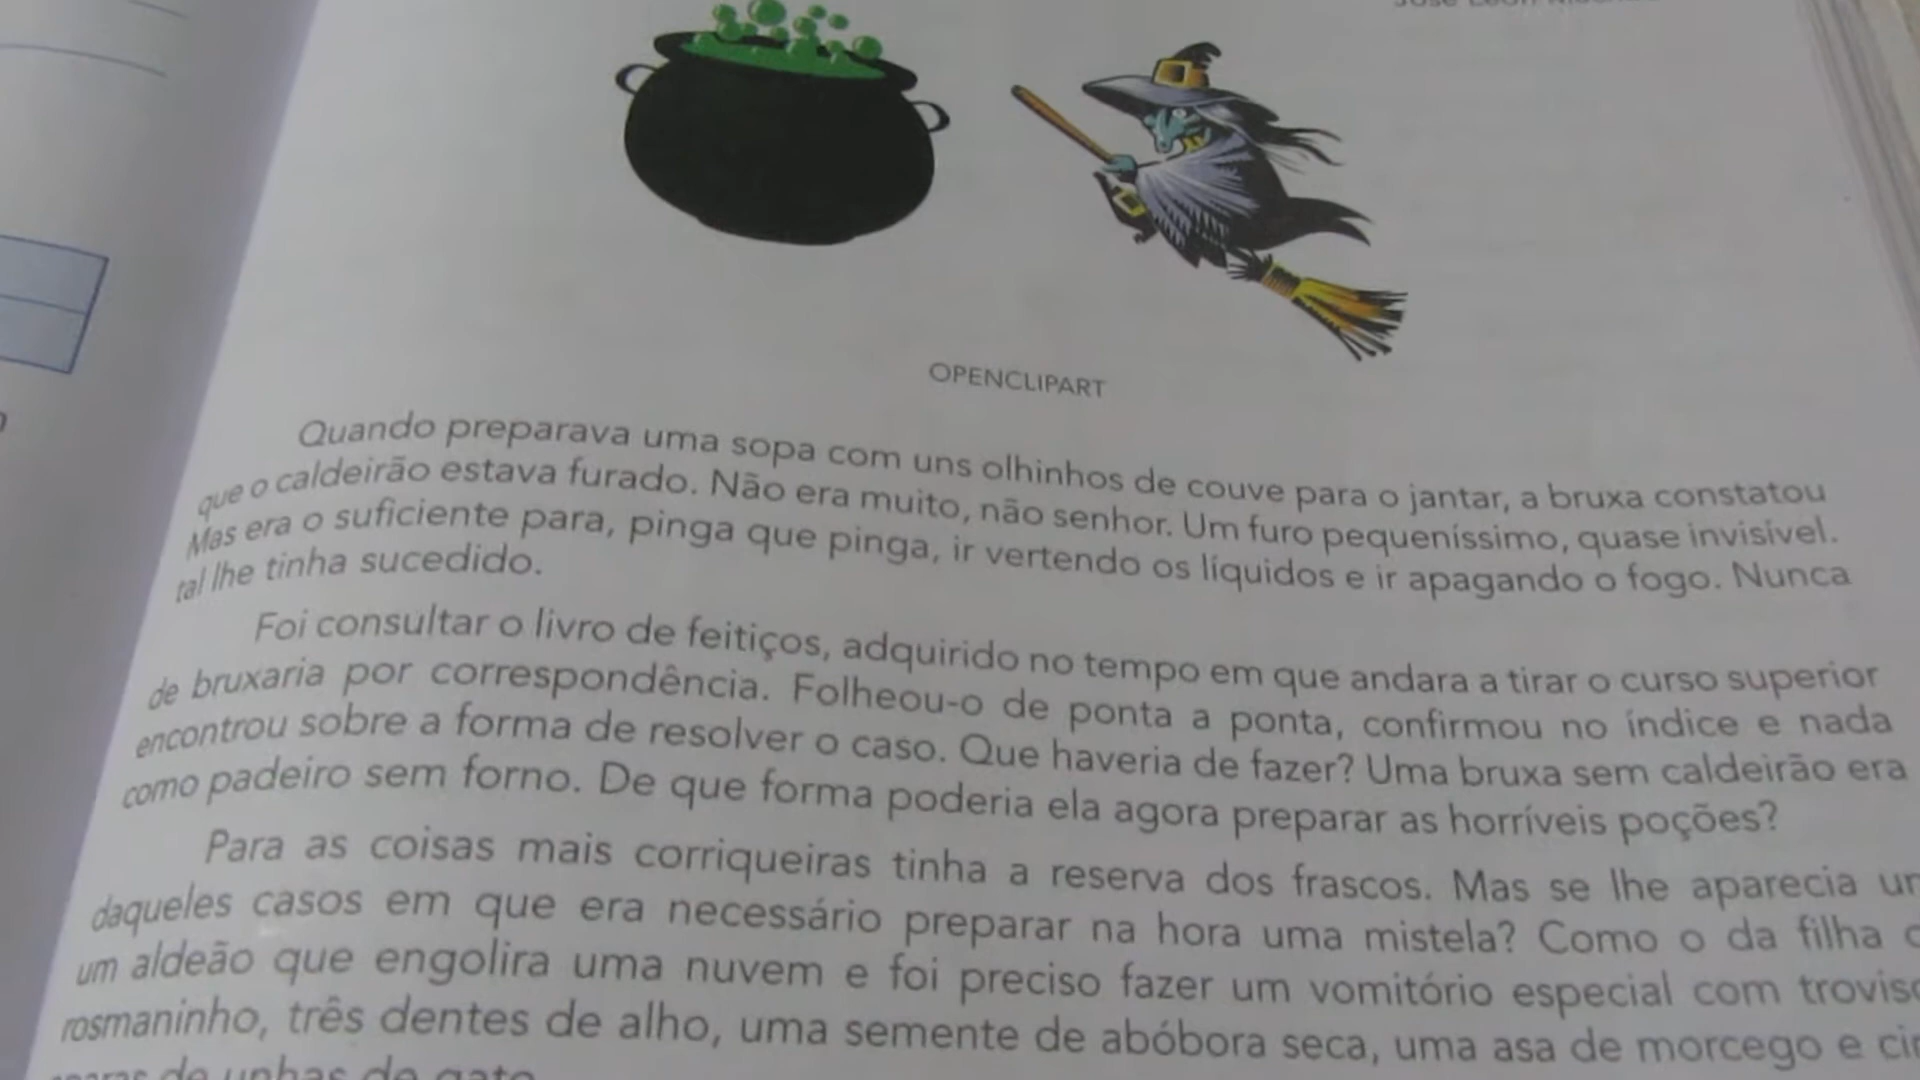 OPENCLIPART
Quando preparava uma sopa com uns olhinhos de couve para o jantar, a bruxa constatou
que o caldeirão estava furado. Não era muito, não senhor. Um furo pequeníssimo, quase invisível.
Mas era o suficiente para, pinga que pinga, ir vertendo os líquidos e ir apagando o fogo. Nunca
tal lhe tinha sucedido.
Foi consultar o livro de feitiços, adquirido no tempo em que andara a tirar o curso superior
de bruxaria por correspondência. Folheou-o de ponta a ponta, confirmou no índice e nada
encontrou sobre a forma de resolver o caso. Que haveria de fazer? Uma bruxa sem caldeirão era
como padeiro sem forno. De que forma poderia ela agora preparar as horríveis poções?
Para as coisas mais corriqueiras tinha a reserva dos frascos. Mas se lhe aparecia
daqueles casos em que era necessário preparar na hora uma mistela? Como o da filha
um aldeão que engolira uma nuvem e foi preciso fazer um vomitório especial com
rosmaninho, três dentes de alho, uma semente de abóbora seca, uma asa de morcego e
de unhas de gato